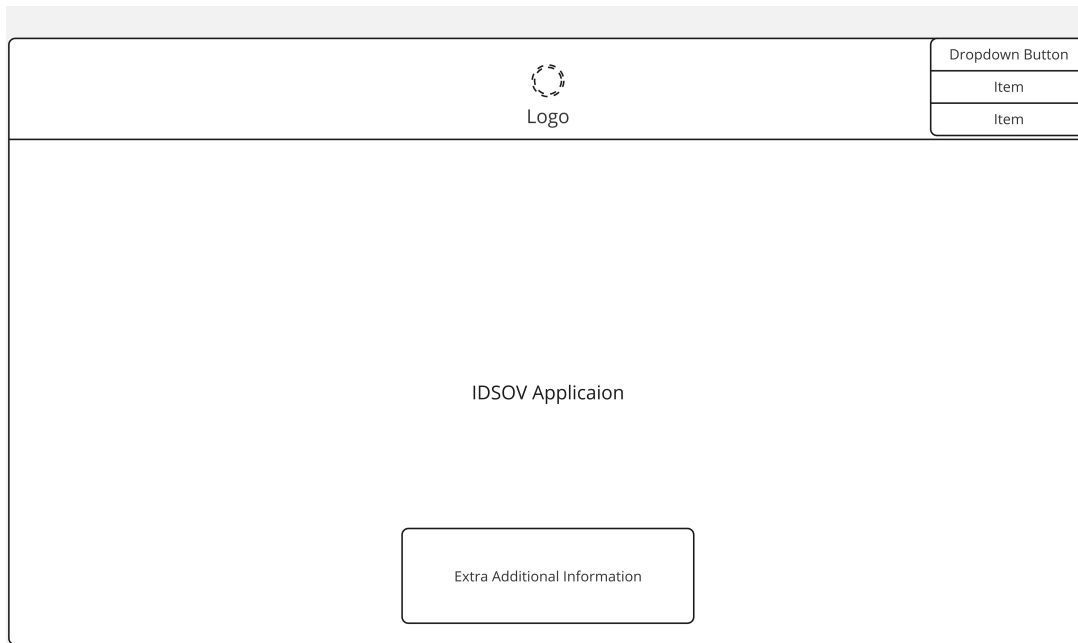 Dropdown Button
Item
Item
Logo
IDSOV Applicaion
Extra Additional Information